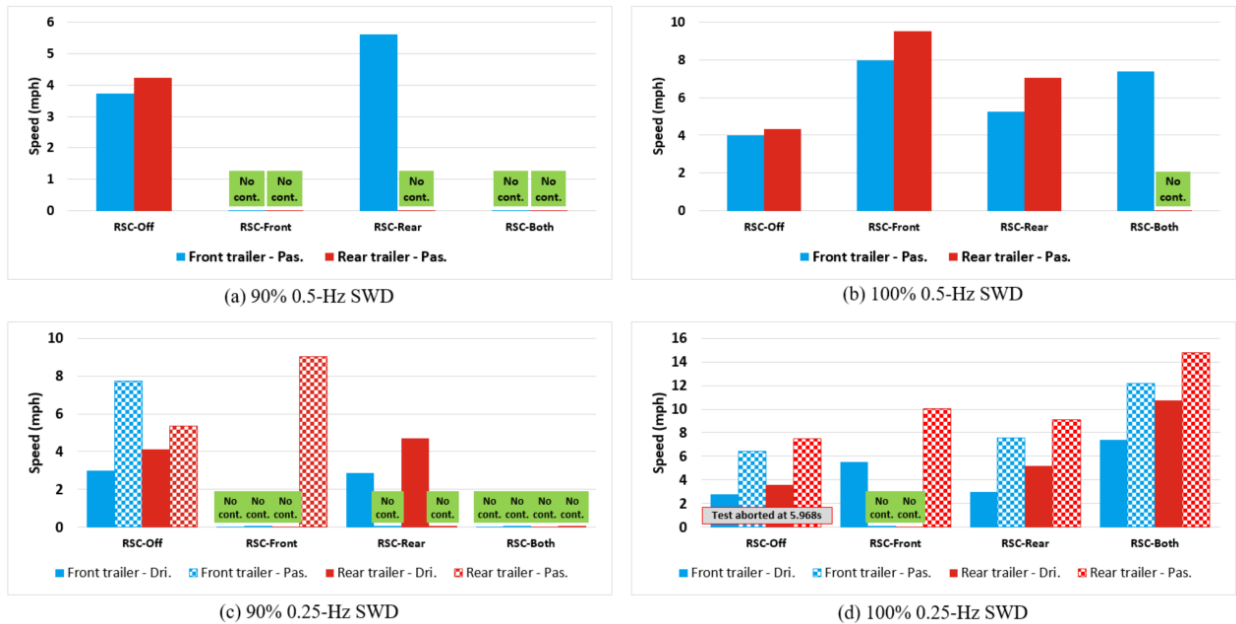 6
5
4
3
2
1
0
Speed (mph)
No cont.
No cont.
No cont.
No cont.
No cont.
RSC-Off RSC-Front RSC-Rear RSC-Both
Front trailer - Pas. Rear trailer - Pas.
(a) 90% 0.5-Hz SWD
10
8
6
4
2
0
Speed (mph)
No cont.
RSC-Off RSC-Front RSC-Rear RSC-Both
Front trailer - Pas. Rear trailer - Pas.
(b) 100% 0.5-Hz SWD
10
8
6
4
2
0
Speed (mph)
No cont.
No cont.
No cont.
No cont.
No cont.
No cont.
No cont.
No cont.
No cont.
RSC-Off RSC-Front RSC-Rear RSC-Both
Front trailer - Dri. Front trailer - Pas. Rear trailer - Dri. Rear trailer - Pas.
(c) 90% 0.25-Hz SWD
16
14
12
10
8
6
4
2
0
Speed (mph)
Test aborted at 5.968s
No cont.
No cont.
RSC-Off RSC-Front RSC-Rear RSC-Both
Front trailer - Dri. Front trailer - Pas. Rear trailer - Dri. Rear trailer - Pas.
(d) 100% 0.25-Hz SWD